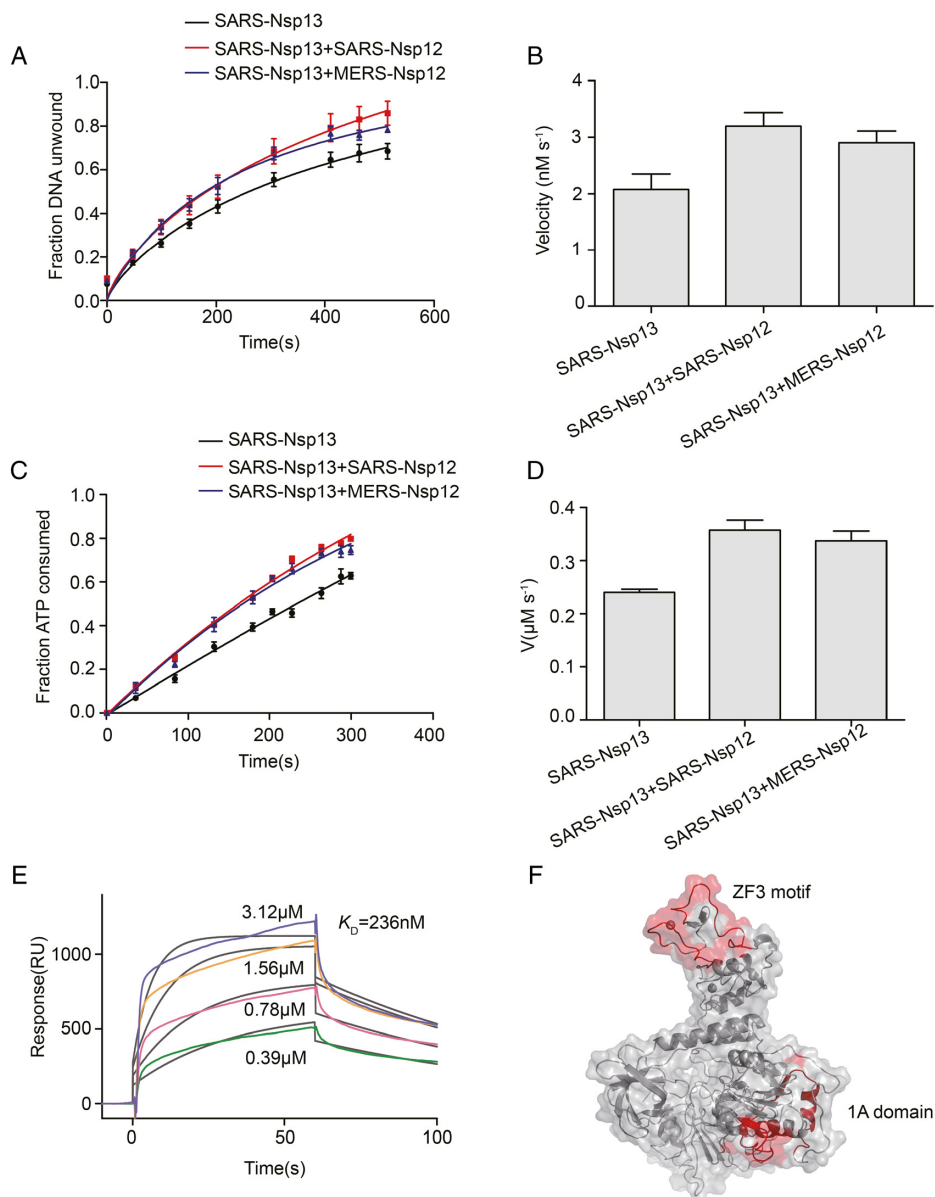 A
SARS-Nsp13
SARS-Nsp13+SARS-Nsp12
SARS-Nsp13+MERS-Nsp12
1.0
0.8
0.6
0.4
0.2
0.0
0
200
400
600
Fraction DNA unwound
Time(s)
B
4
3
2
1
0
Velocity (nM s⁻¹)
SARS-Nsp13
SARS-Nsp13+SARS-Nsp12
SARS-Nsp13+MERS-Nsp12
C
SARS-Nsp13
SARS-Nsp13+SARS-Nsp12
SARS-Nsp13+MERS-Nsp12
1.0
0.8
0.6
0.4
0.2
0.0
0
100
200
300
400
Fraction ATP consumed
Time(s)
D
0.4
0.3
0.2
0.1
0.0
V(µM s⁻¹)
SARS-Nsp13
SARS-Nsp13+SARS-Nsp12
SARS-Nsp13+MERS-Nsp12
E
3.12µM
K_D=236nM
1.56µM
0.78µM
0.39µM
1000
500
0
0
50
100
Response(RU)
Time(s)
F
ZF3 motif
1A domain